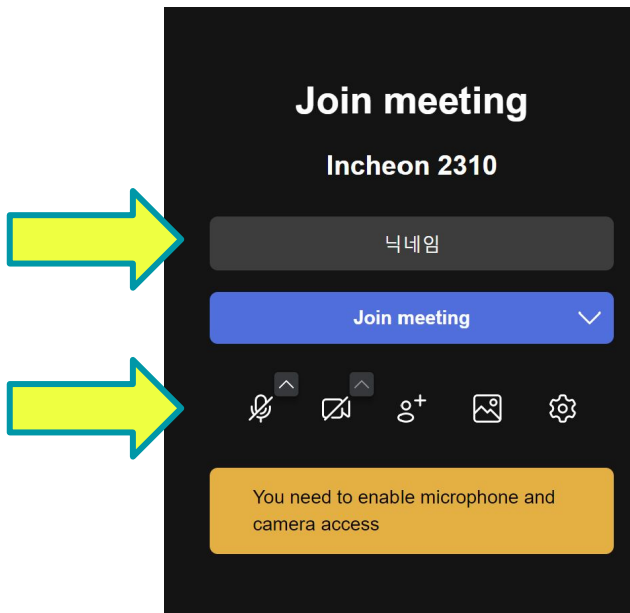 Join meeting
Incheon 2310
닉네임
Join meeting
You need to enable microphone and
camera access